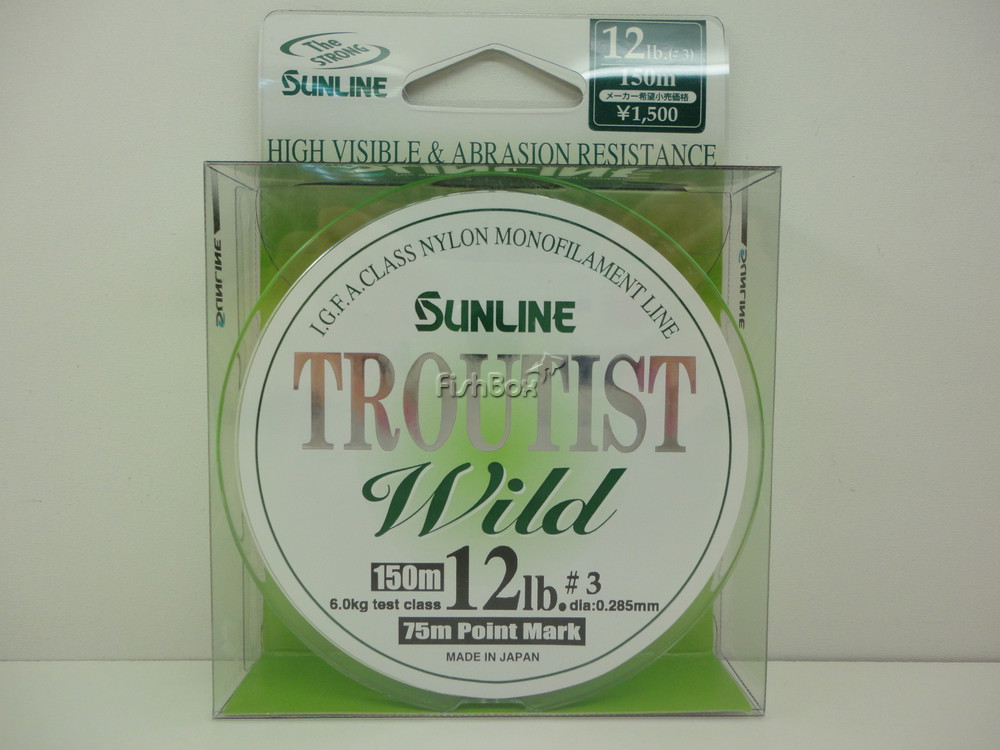 The
STRONG
SUNLINE
12lb.(#3)
150m
メーカー希望小売価格
¥1,500
HIGH VISIBLE & ABRASION RESISTANCE
SUNLINE
SUNLINE
I.G.F.A.CLASS NYLON MONOFILAMENT LINE
SUNLINE
TROUTIST
FishBox
Wild
150m 12lb. #3
6.0kg test class dia:0.285mm
75m Point Mark
MADE IN JAPAN